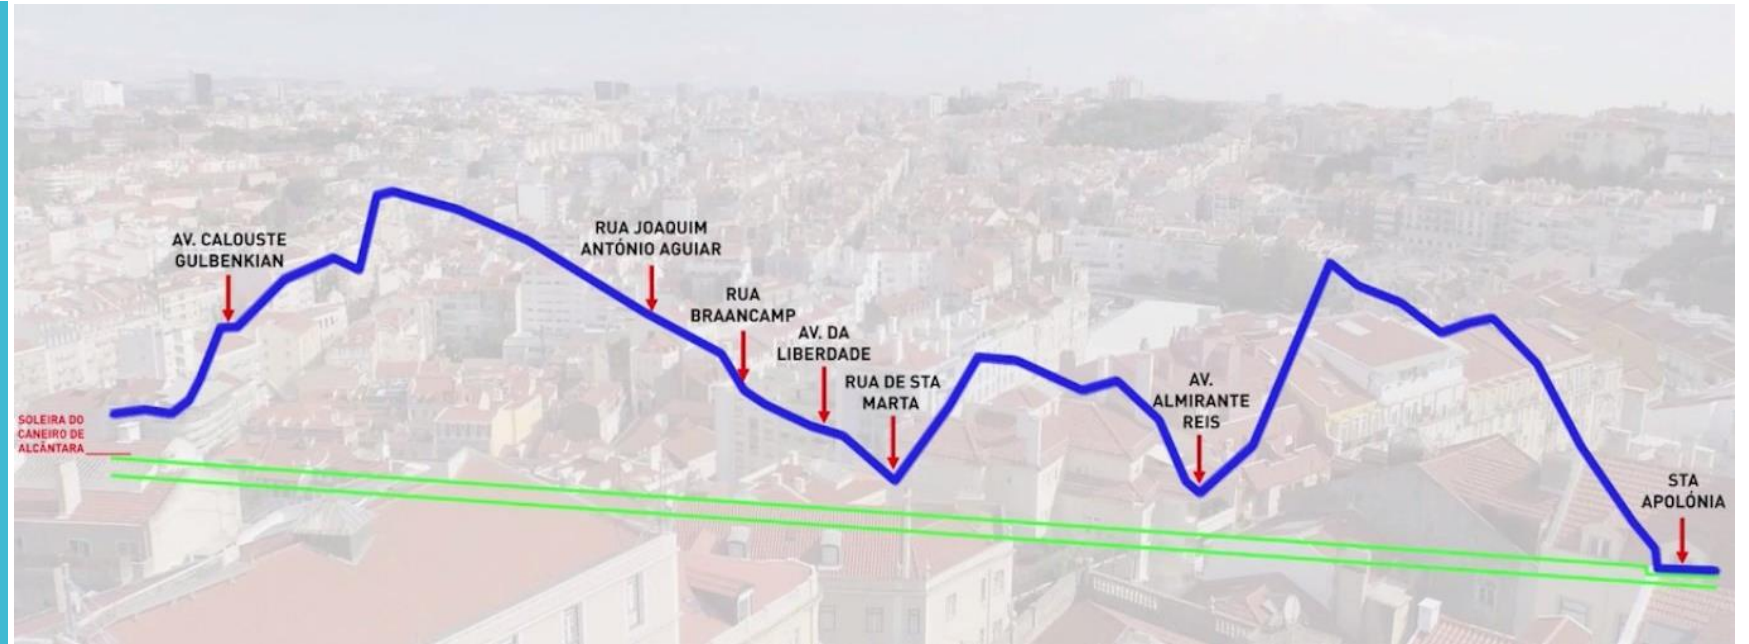 AV. CALOUSTE
GULBENKIAN
RUA JOAQUIM
ANTÓNIO AGUIAR
RUA
BRAANCAMP
AV. DA
LIBERDADE
RUA DE STA
MARTA
AV.
ALMIRANTE
REIS
SOLEIRA DO
CANEIRO DE
ALCÂNTARA
STA
APOLÓNIA